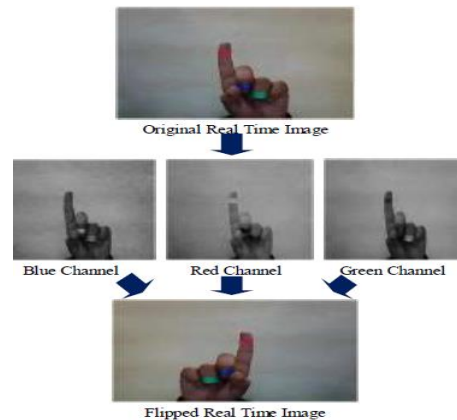 Original Real Time Image
Blue Channel
Red Channel
Green Channel
Flipped Real Time Image